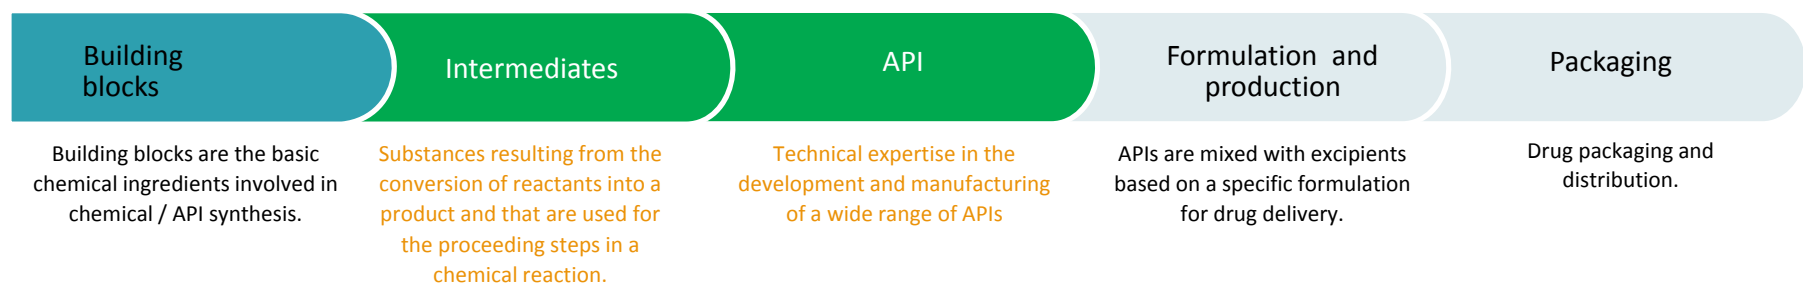 Building
blocks
Intermediates
API
Formulation and
production
Packaging
Building blocks are the basic
chemical ingredients involved in
chemical / API synthesis.
Substances resulting from the
conversion of reactants into a
product and that are used for
the proceeding steps in a
chemical reaction.
Technical expertise in the
development and manufacturing
of a wide range of APIs
APIs are mixed with excipients
based on a specific formulation
for drug delivery.
Drug packaging and
distribution.